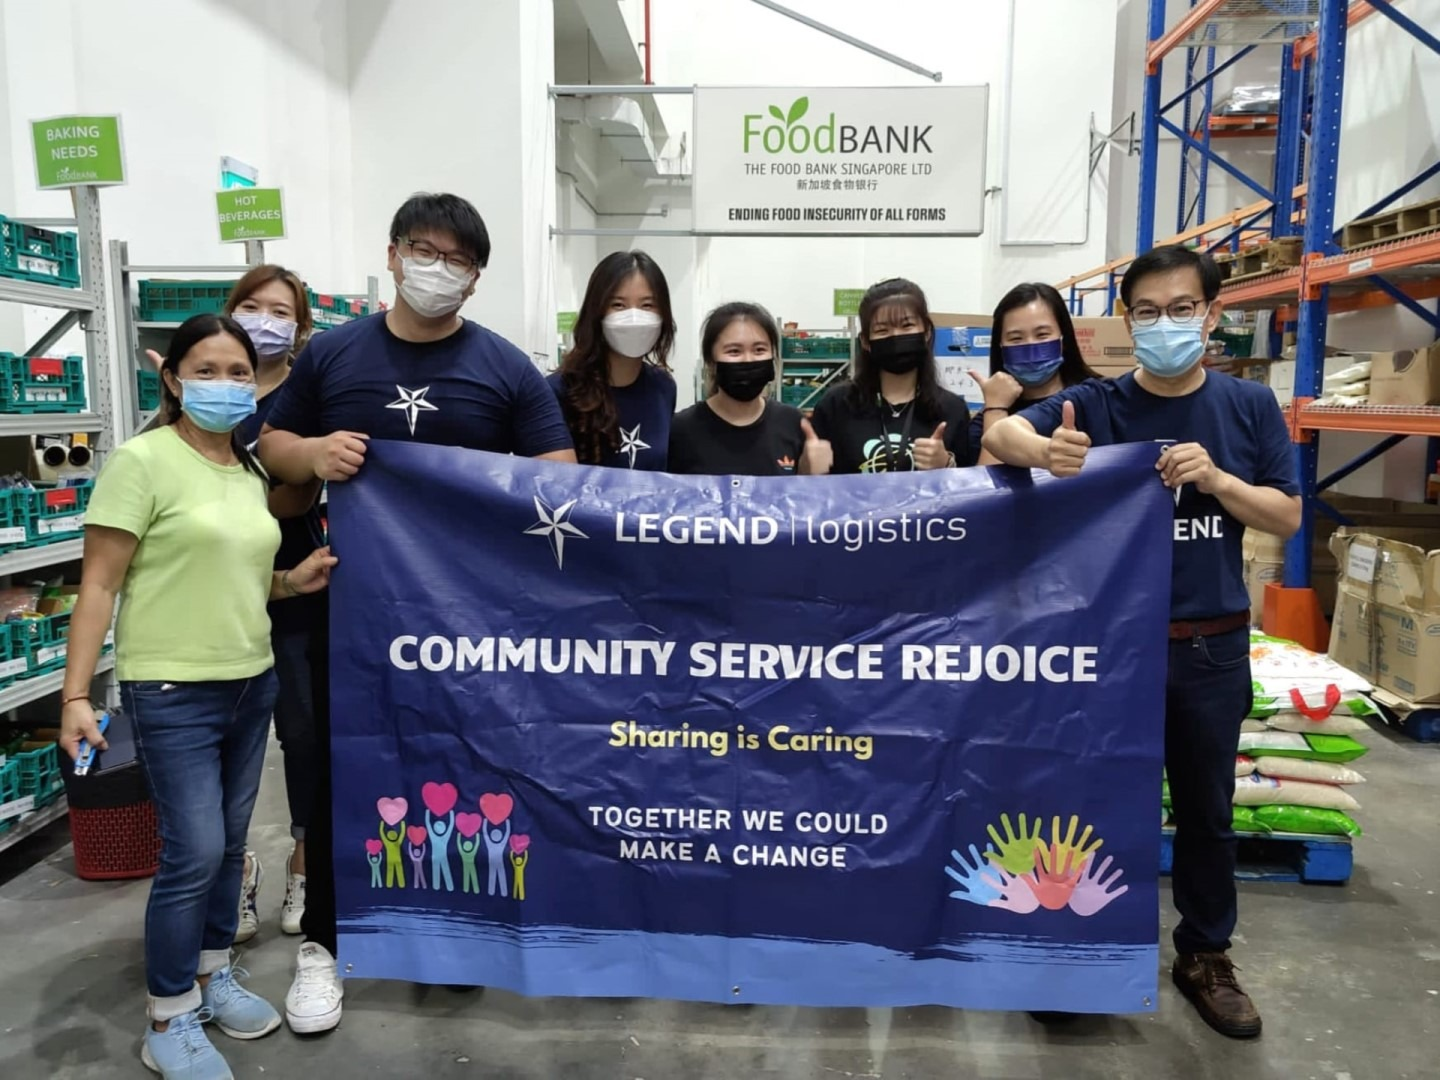 BAKING
NEEDS
FoodBANK
HOT
BEVERAGES
FoodBANK
FoodBANK
THE FOOD BANK SINGAPORE LTD
新加坡食物银行
ENDING FOOD INSECURITY OF ALL FORMS
LEGEND | logistics
END
COMMUNITY SERVICE REJOICE
Sharing is Caring
TOGETHER WE COULD
MAKE A CHANGE